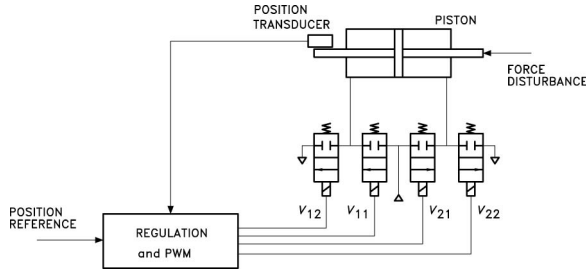 POSITION
TRANSDUCER
PISTON
FORCE
DISTURBANCE
V12
V11
V21
V22
POSITION
REFERENCE
REGULATION
and PWM